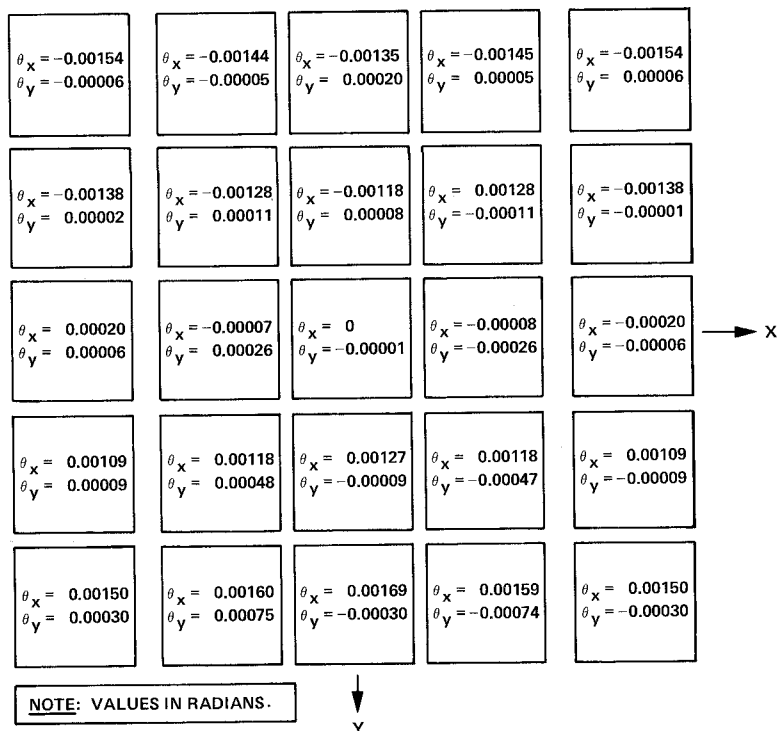 θx = -0.00154 θx = -0.00144 θx = -0.00135 θx = -0.00145 θx = -0.00154
θy = -0.00006 θy = -0.00005 θy = 0.00020 θy = 0.00005 θy = 0.00006
θx = -0.00138 θx = -0.00128 θx = -0.00118 θx = 0.00128 θx = -0.00138
θy = 0.00002 θy = 0.00011 θy = 0.00008 θy = -0.00011 θy = -0.00001
θx = 0.00020 θx = -0.00007 θx = 0 θx = -0.00008 θx = -0.00020
θy = 0.00006 θy = 0.00026 θy = -0.00001 θy = -0.00026 θy = -0.00006
X
θx = 0.00109 θx = 0.00118 θx = 0.00127 θx = 0.00118 θx = 0.00109
θy = 0.00009 θy = 0.00048 θy = -0.00009 θy = -0.00047 θy = -0.00009
θx = 0.00150 θx = 0.00160 θx = 0.00169 θx = 0.00159 θx = 0.00150
θy = 0.00030 θy = 0.00075 θy = -0.00030 θy = -0.00074 θy = -0.00030
NOTE: VALUES IN RADIANS.
Y